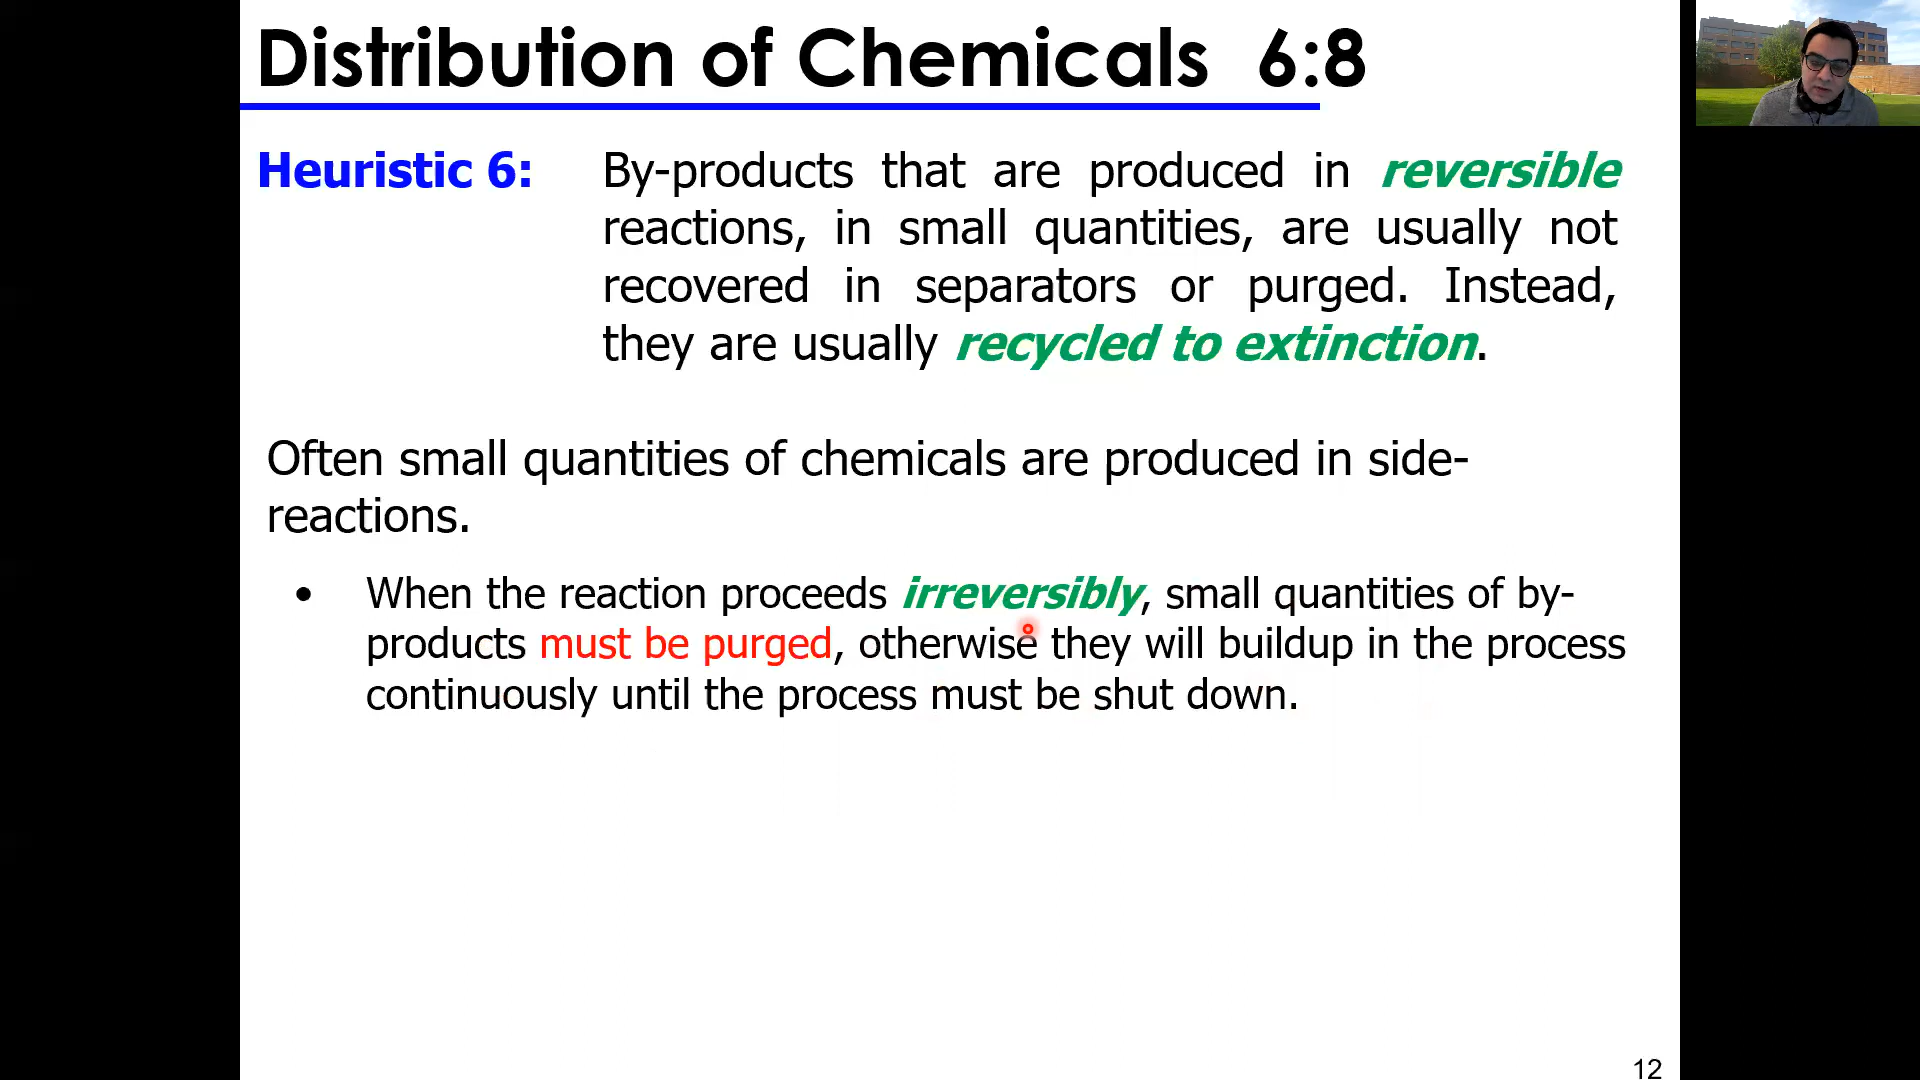 Distribution of Chemicals 6:8
Heuristic 6: By-products that are produced in reversible
reactions, in small quantities, are usually not
recovered in separators or purged. Instead,
they are usually recycled to extinction.
Often small quantities of chemicals are produced in side-
reactions.
• When the reaction proceeds irreversibly, small quantities of by-
products must be purged, otherwise they will buildup in the process
continuously until the process must be shut down.
12